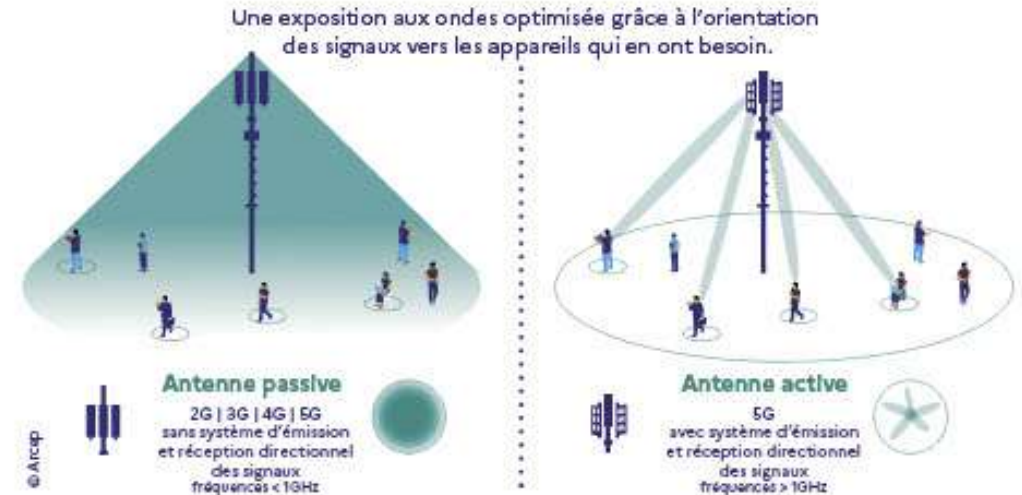 Une exposition aux ondes optimisée grâce à l'orientation
des signaux vers les appareils qui en ont besoin.
Antenne passive
2G | 3G | 4G | 5G
sans système d'émission
et réception directionnel
des signaux
fréquences < 1GHz
Antenne active
5G
avec système d'émission
et réception directionnel
des signaux
fréquences > 1GHz
© Arcep